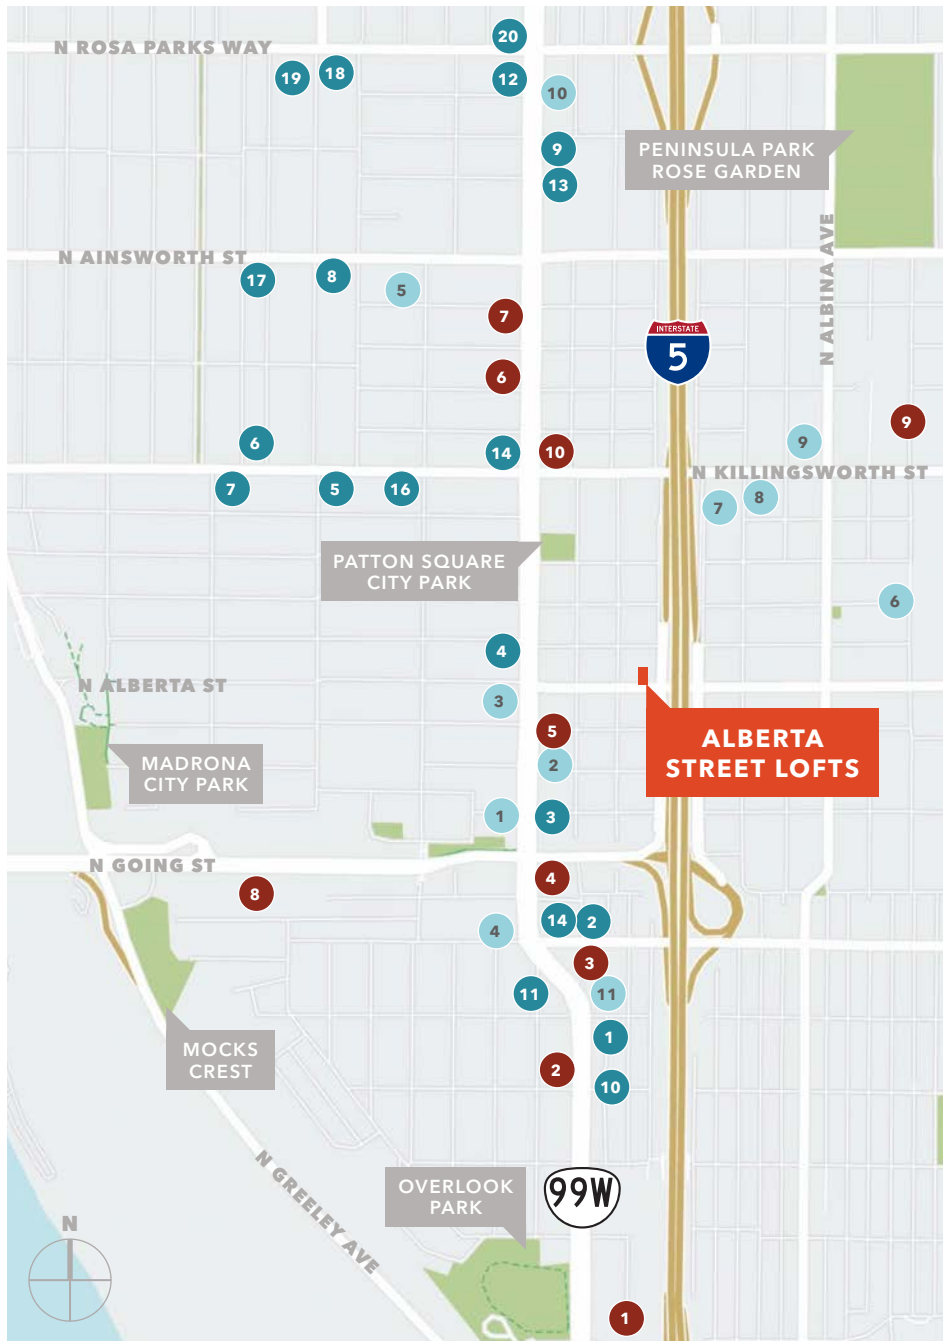 20
N ROSA PARKS WAY
19
18
12
10
9
13
PENINSULA PARK
ROSE GARDEN
N AINSWORTH ST
17
8
5
7
6
N ALBINA AVE
INTERSTATE
5
6
14
10
9
9
N KILLINGSWORTH ST
7
5
16
7
8
PATTON SQUARE
CITY PARK
6
4
N ALBERTA ST
3
5
2
ALBERTA
STREET LOFTS
MADRONA
CITY PARK
1
3
N GOING ST
8
4
4
14
2
3
11
11
1
MOCKS
CREST
2
10
N GREELEY AVE
OVERLOOK
PARK
99W
N
1